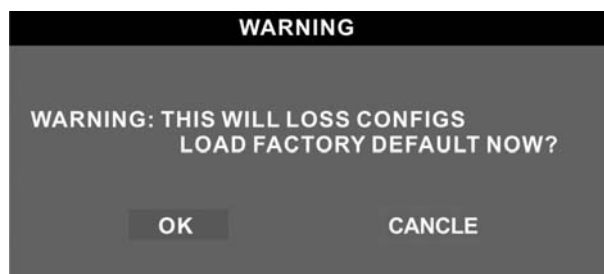 WARNING
WARNING: THIS WILL LOSS CONFIGS
LOAD FACTORY DEFAULT NOW?
OK CANCLE